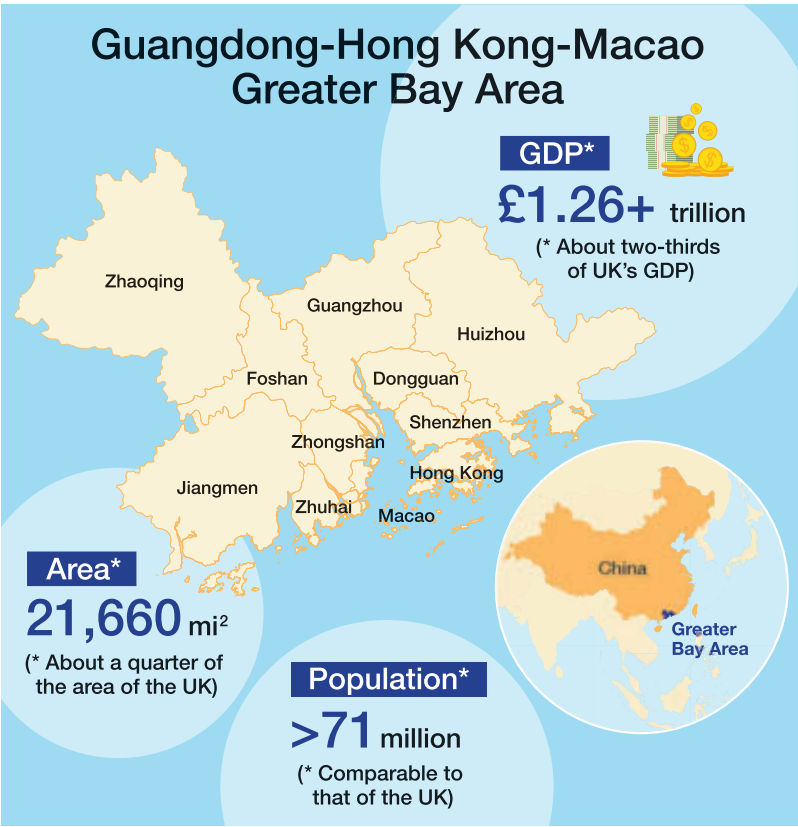 Guangdong-Hong Kong-Macao
Greater Bay Area
GDP*
£1.26+ trillion
(* About two-thirds
of UK's GDP)
Zhaoqing
Guangzhou
Huizhou
Foshan
Dongguan
Shenzhen
Zhongshan
Hong Kong
Jiangmen
Zhuhai
Macao
Area*
21,660 mi²
(* About a quarter of
the area of the UK)
Population*
>71 million
(* Comparable to
that of the UK)
China
Greater
Bay Area